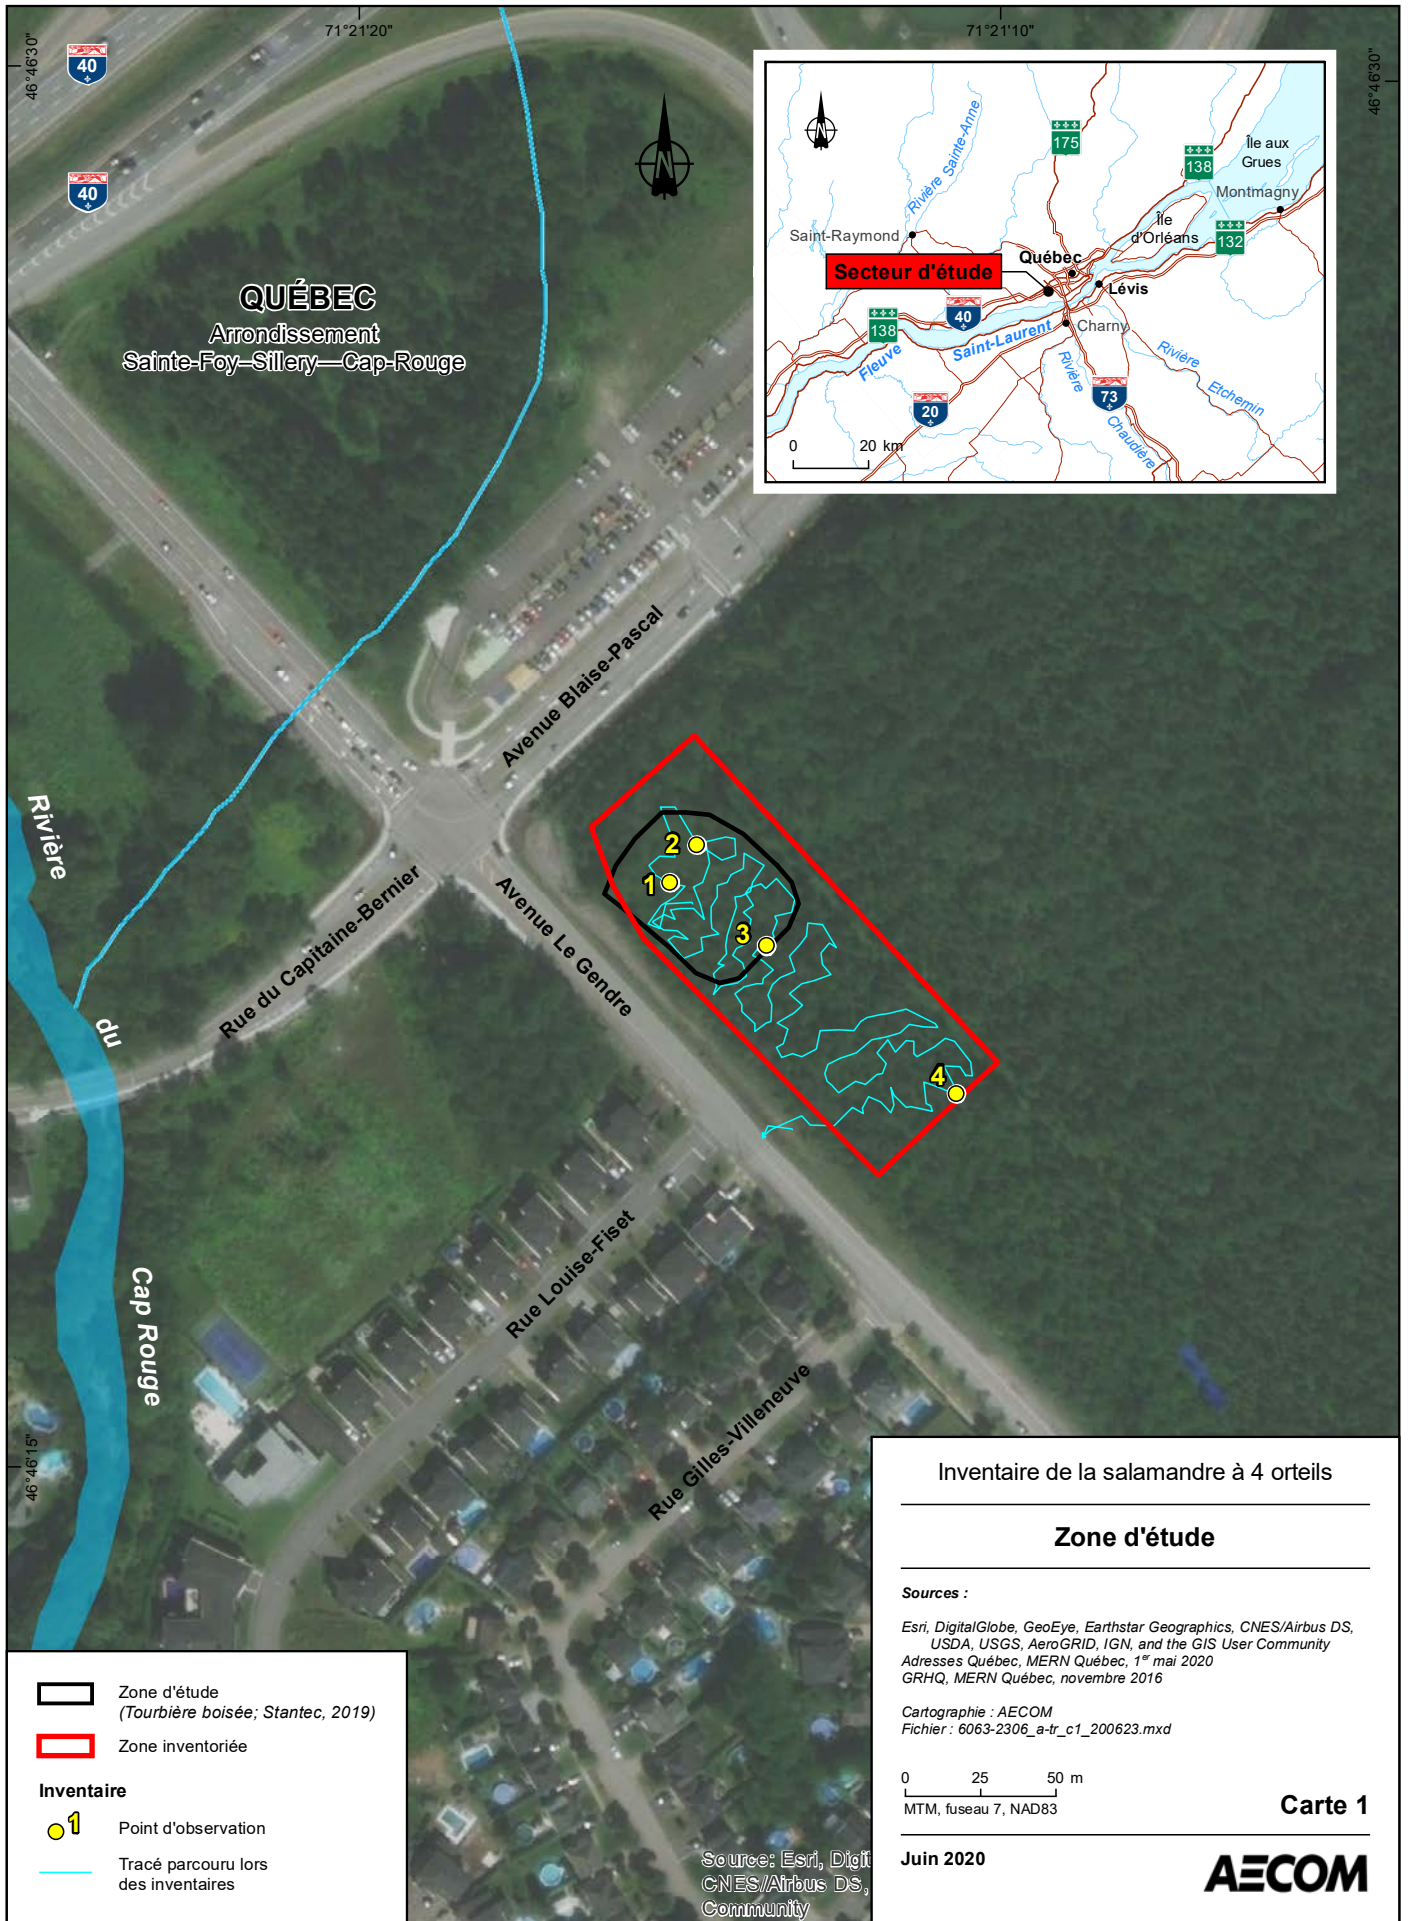 71°21'20"
71°21'10"
46°46'30"
46°46'30"
40
40
N
QUÉBEC
Arrondissement
Sainte-Foy–Sillery—Cap-Rouge
N
Rivière Sainte-Anne
175
138
Île aux
Grues
Montmagny
Saint-Raymond
Île
d'Orléans
132
Québec
Secteur d'étude
Lévis
40
138
Charny
Fleuve
Saint-Laurent
Rivière
Chaudière
Rivière
Etchemin
20
73
0 20 km
Avenue Blaise-Pascal
Rivière
du
Cap Rouge
Rue du Capitaine-Bernier
Avenue Le Gendre
2
1
3
4
Rue Louise-Fiset
Rue Gilles-Villeneuve
46°46'15"
Zone d'étude
(Tourbière boisée; Stantec, 2019)
Zone inventoriée
Inventaire
1
Point d'observation
Tracé parcouru lors
des inventaires
Source: Esri, Digit
CNES/Airbus DS,
Community
Inventaire de la salamandre à 4 orteils
Zone d'étude
Sources :
Esri, DigitalGlobe, GeoEye, Earthstar Geographics, CNES/Airbus DS,
USDA, USGS, AeroGRID, IGN, and the GIS User Community
Adresses Québec, MERN Québec, 1er mai 2020
GRHQ, MERN Québec, novembre 2016
Cartographie : AECOM
Fichier : 6063-2306_a-tr_c1_200623.mxd
0 25 50 m
MTM, fuseau 7, NAD83
Carte 1
Juin 2020
AECOM